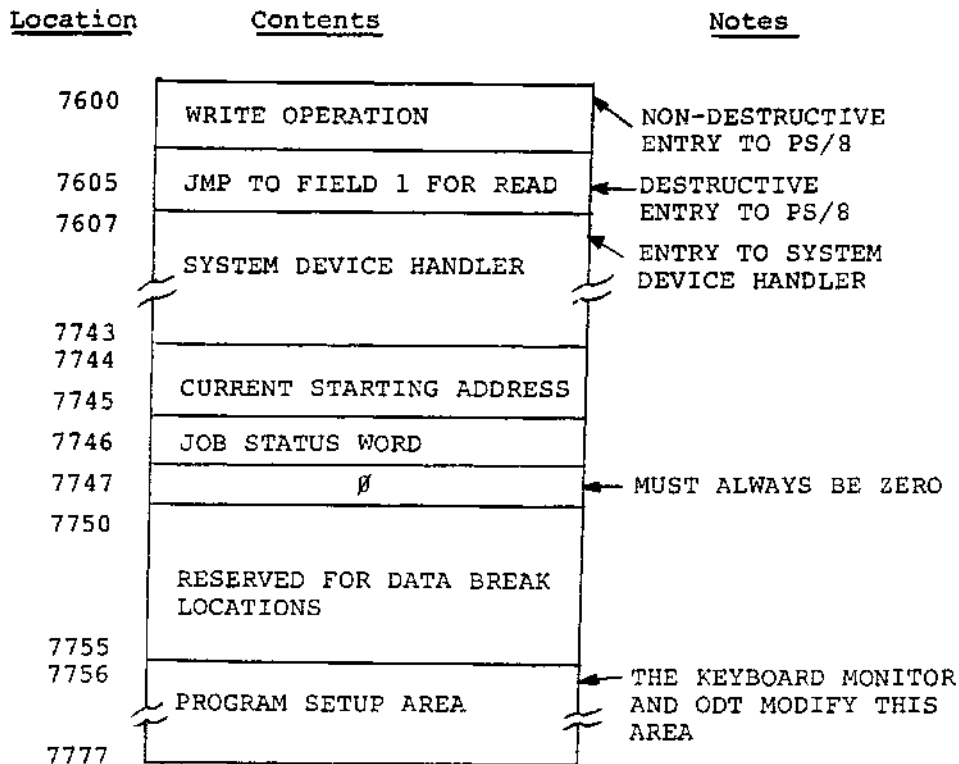 Location Contents Notes
7600
WRITE OPERATION
NON-DESTRUCTIVE
ENTRY TO PS/8
7605
JMP TO FIELD 1 FOR READ
DESTRUCTIVE
ENTRY TO PS/8
7607
SYSTEM DEVICE HANDLER
ENTRY TO SYSTEM
DEVICE HANDLER
7743
7744
CURRENT STARTING ADDRESS
7745
7746
JOB STATUS WORD
7747
Ø
MUST ALWAYS BE ZERO
7750
RESERVED FOR DATA BREAK
LOCATIONS
7755
7756
PROGRAM SETUP AREA
THE KEYBOARD MONITOR
AND ODT MODIFY THIS
AREA
7777